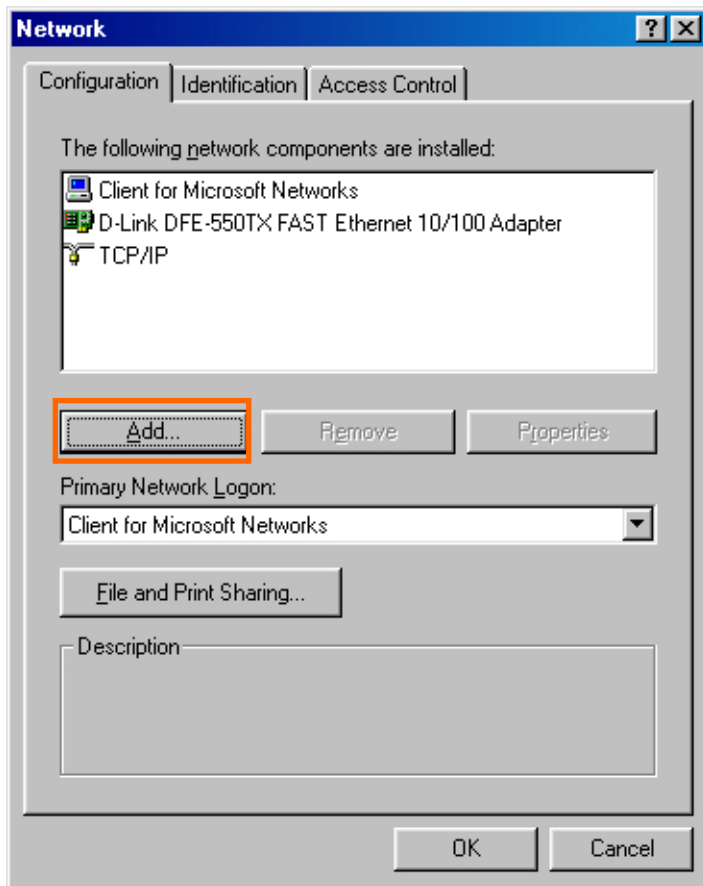 Network
Configuration Identification Access Control
The following network components are installed:
Client for Microsoft Networks
D-Link DFE-550TX FAST Ethernet 10/100 Adapter
TCP/IP
Add... Remove Properties
Primary Network Logon:
Client for Microsoft Networks
File and Print Sharing...
Description
OK Cancel